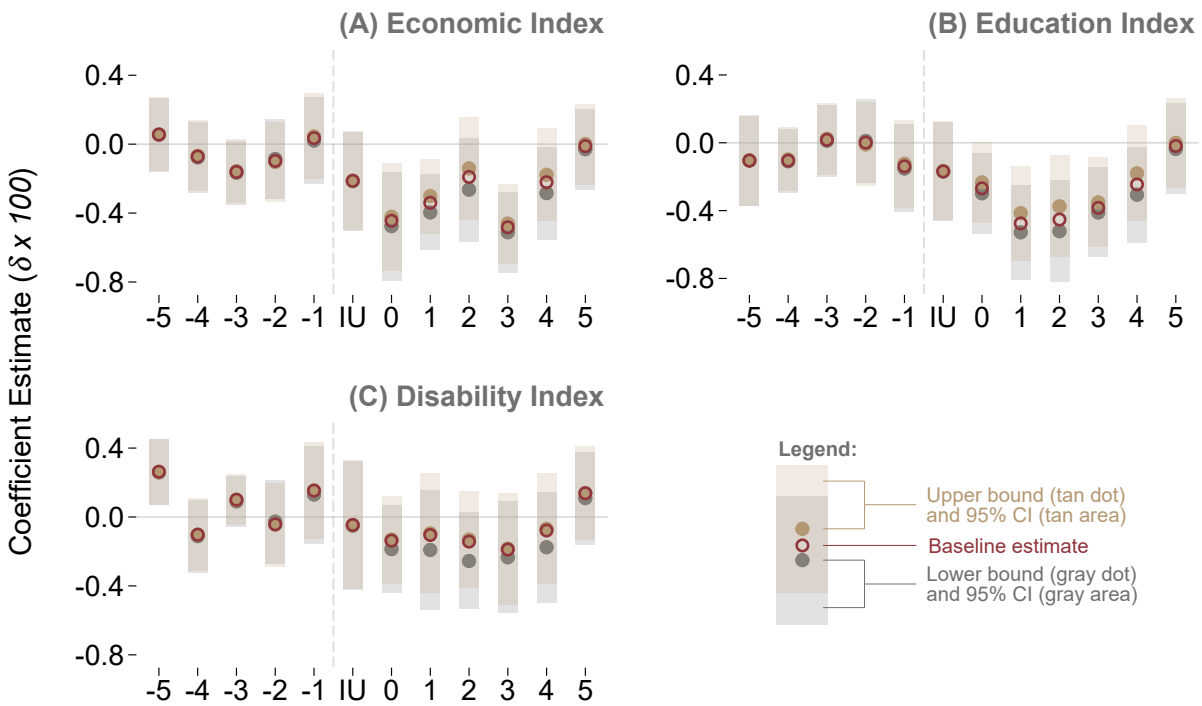 (A) Economic Index
(B) Education Index
Coefficient Estimate (δ x 100)
0.4
0.0
-0.4
-0.8
-5 -4 -3 -2 -1 IU 0 1 2 3 4 5
0.4
0.0
-0.4
-0.8
-5 -4 -3 -2 -1 IU 0 1 2 3 4 5
(C) Disability Index
0.4
0.0
-0.4
-0.8
-5 -4 -3 -2 -1 IU 0 1 2 3 4 5
Legend:
Upper bound (tan dot)
and 95% CI (tan area)
Baseline estimate
Lower bound (gray dot)
and 95% CI (gray area)